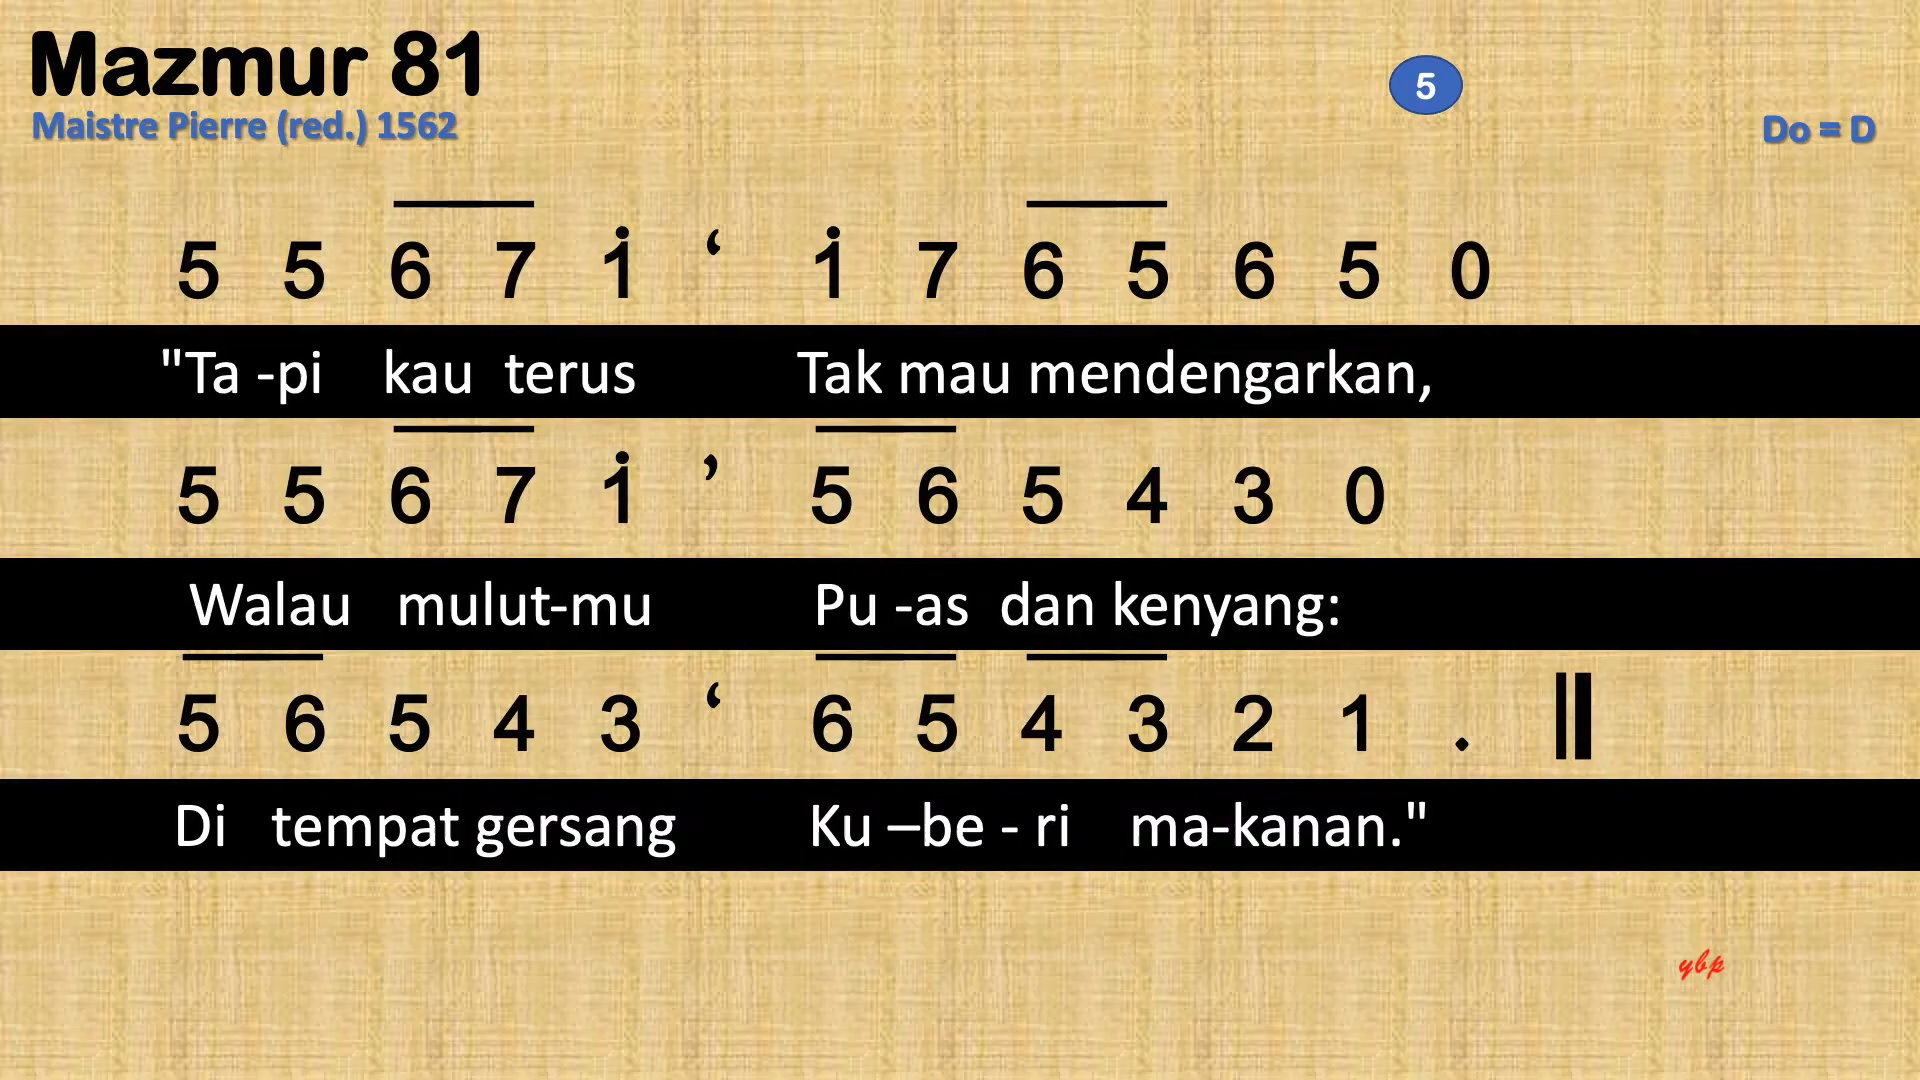 Mazmur 81
5
Maistre Pierre (red.) 1562
Do = D
5 5 6 7 1̇ ‘ 1̇ 7 6 5 6 5 0
"Ta -pi kau terus Tak mau mendengarkan,
5 5 6 7 1̇ ’ 5 6 5 4 3 0
Walau mulut-mu Pu -as dan kenyang:
5 6 5 4 3 ‘ 6 5 4 3 2 1 . ||
Di tempat gersang Ku –be - ri ma-kanan."
ybp